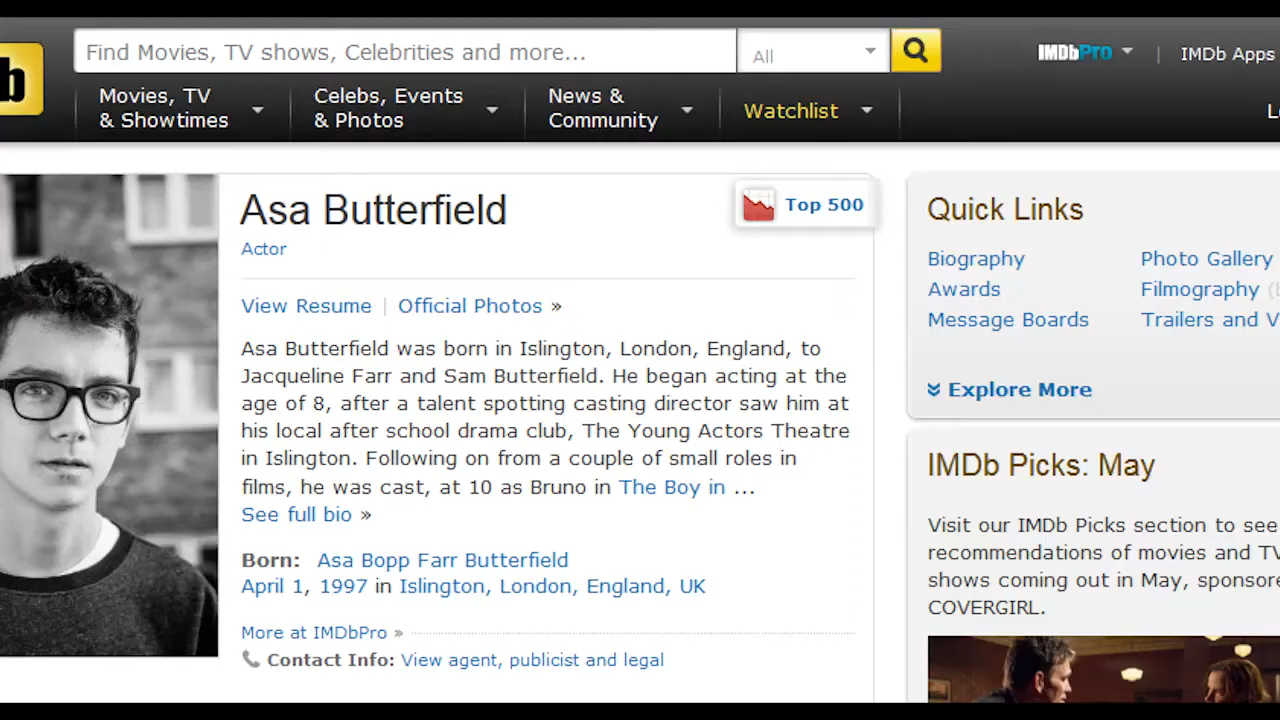 b
Find Movies, TV shows, Celebrities and more...
All
IMDbPro
|
IMDb Apps
Movies, TV
& Showtimes
Celebs, Events
& Photos
News &
Community
Watchlist
Asa Butterfield
Top 500
Actor
View Resume | Official Photos »
Asa Butterfield was born in Islington, London, England, to
Jacqueline Farr and Sam Butterfield. He began acting at the
age of 8, after a talent spotting casting director saw him at
his local after school drama club, The Young Actors Theatre
in Islington. Following on from a couple of small roles in
films, he was cast, at 10 as Bruno in The Boy in ...
See full bio »
Born: Asa Bopp Farr Butterfield
April 1, 1997 in Islington, London, England, UK
More at IMDbPro »
Contact Info: View agent, publicist and legal
Quick Links
Biography
Photo Gallery
Awards
Filmography
Message Boards
Trailers and V
Explore More
IMDb Picks: May
Visit our IMDb Picks section to see
recommendations of movies and TV
shows coming out in May, sponsore
COVERGIRL.